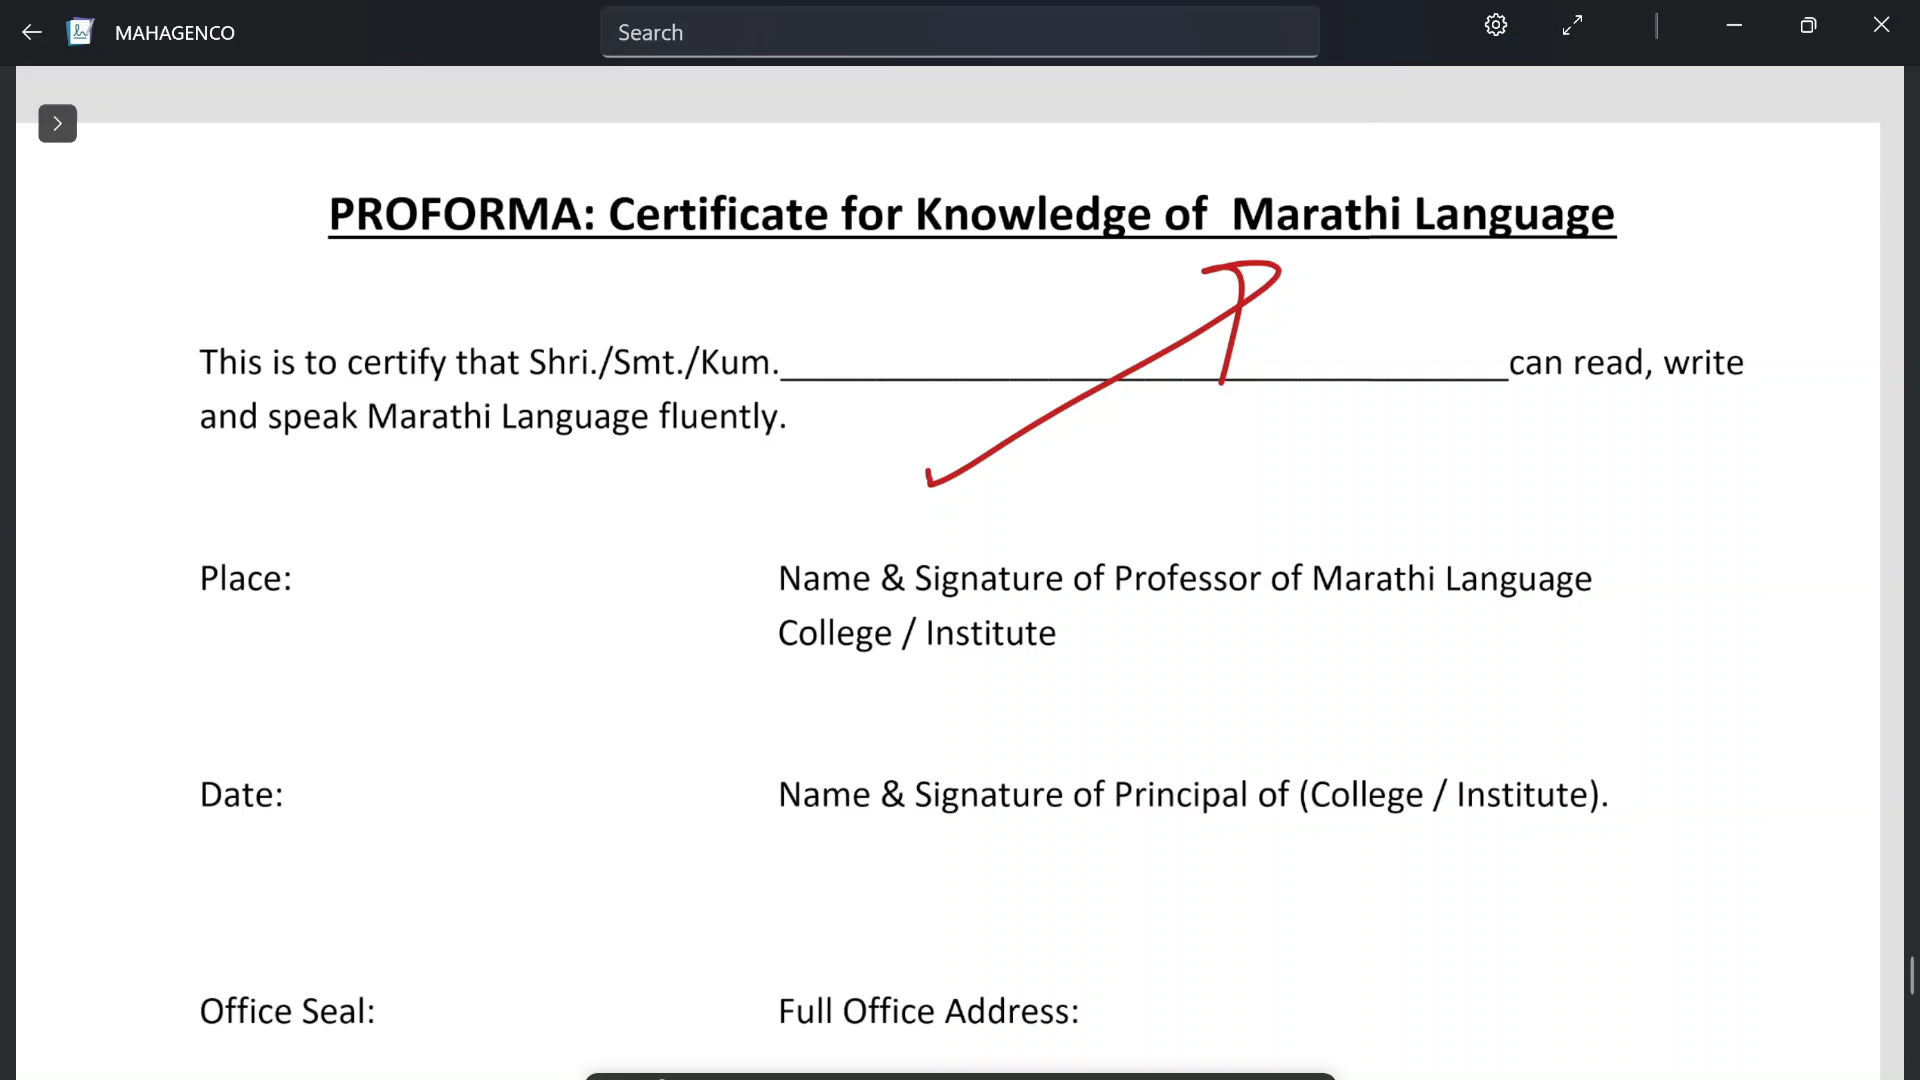 MAHAGENCO
Search
PROFORMA: Certificate for Knowledge of Marathi Language
This is to certify that Shri./Smt./Kum.________________________________________can read, write
and speak Marathi Language fluently.
Place:
Name & Signature of Professor of Marathi Language
College / Institute
Date:
Name & Signature of Principal of (College / Institute).
Office Seal:
Full Office Address: